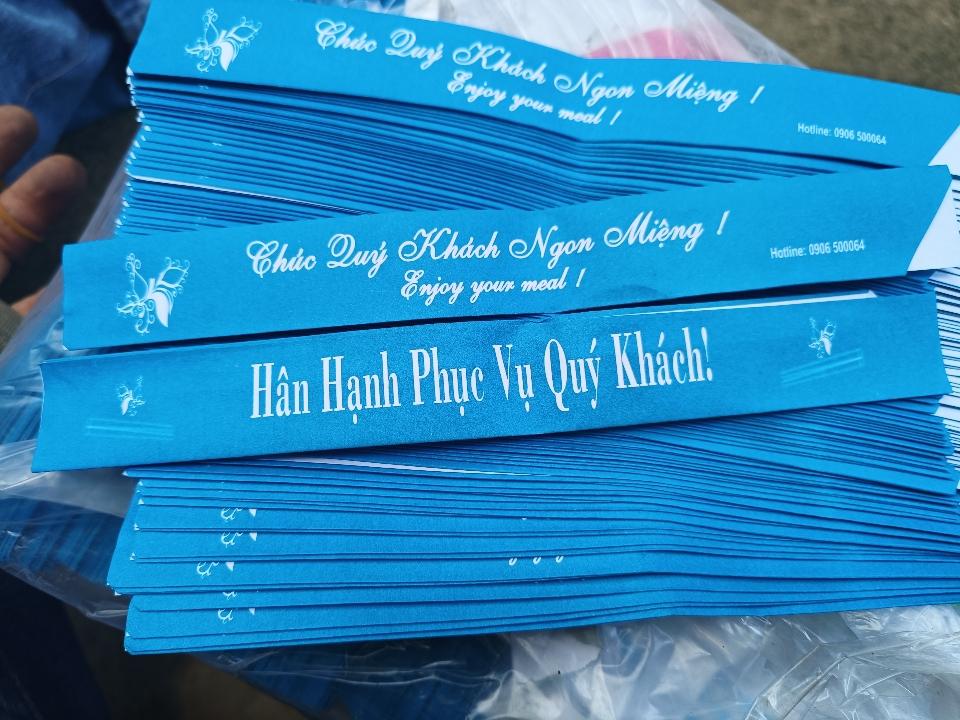 Chúc Quý Khách Ngon Miệng !
Enjoy your meal !
Hotline: 0906 500064
Chúc Quý Khách Ngon Miệng !
Enjoy your meal !
Hotline: 0906 500064
Hân Hạnh Phục Vụ Quý Khách!